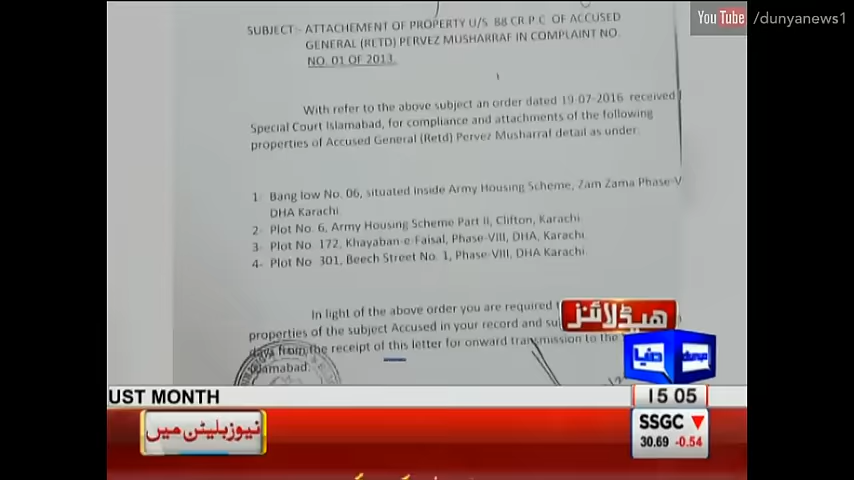 You Tube /dunyanews1
SUBJECT:- ATTACHEMENT OF PROPERTY U/S 88 CR P C OF ACCUSED
GENERAL (RETD) PERVEZ MUSHARRAF IN COMPLAINT NO.
NO. 01 OF 2013.
With refer to the above subject an order dated 19-07-2016 received
Special Court Islamabad, for compliance and attachments of the following
properties of Accused General (Retd) Pervez Musharraf detail as under
1- Bang low No. 06, situated Inside Army Housing Scheme, Zam Zama Phase-V
DHA Karachi
2- Plot No. 6, Army Housing Scheme Part II, Clifton, Karachi.
3- Plot No. 172, Khayaban-e-Faisal, Phase-VIII, DHA, Karachi.
4- Plot No 301, Beech Street No. 1, Phase-VIII, DHA Karachi.
In light of the above order you are required
properties of the subject Accused in your record and
days from the receipt of this letter for onward transmission to the
Islamabad.
ہیڈلائنز
دنیا
UST MONTH
15 05
نیوز بلیٹن میں
SSGC
30.69 -0.54